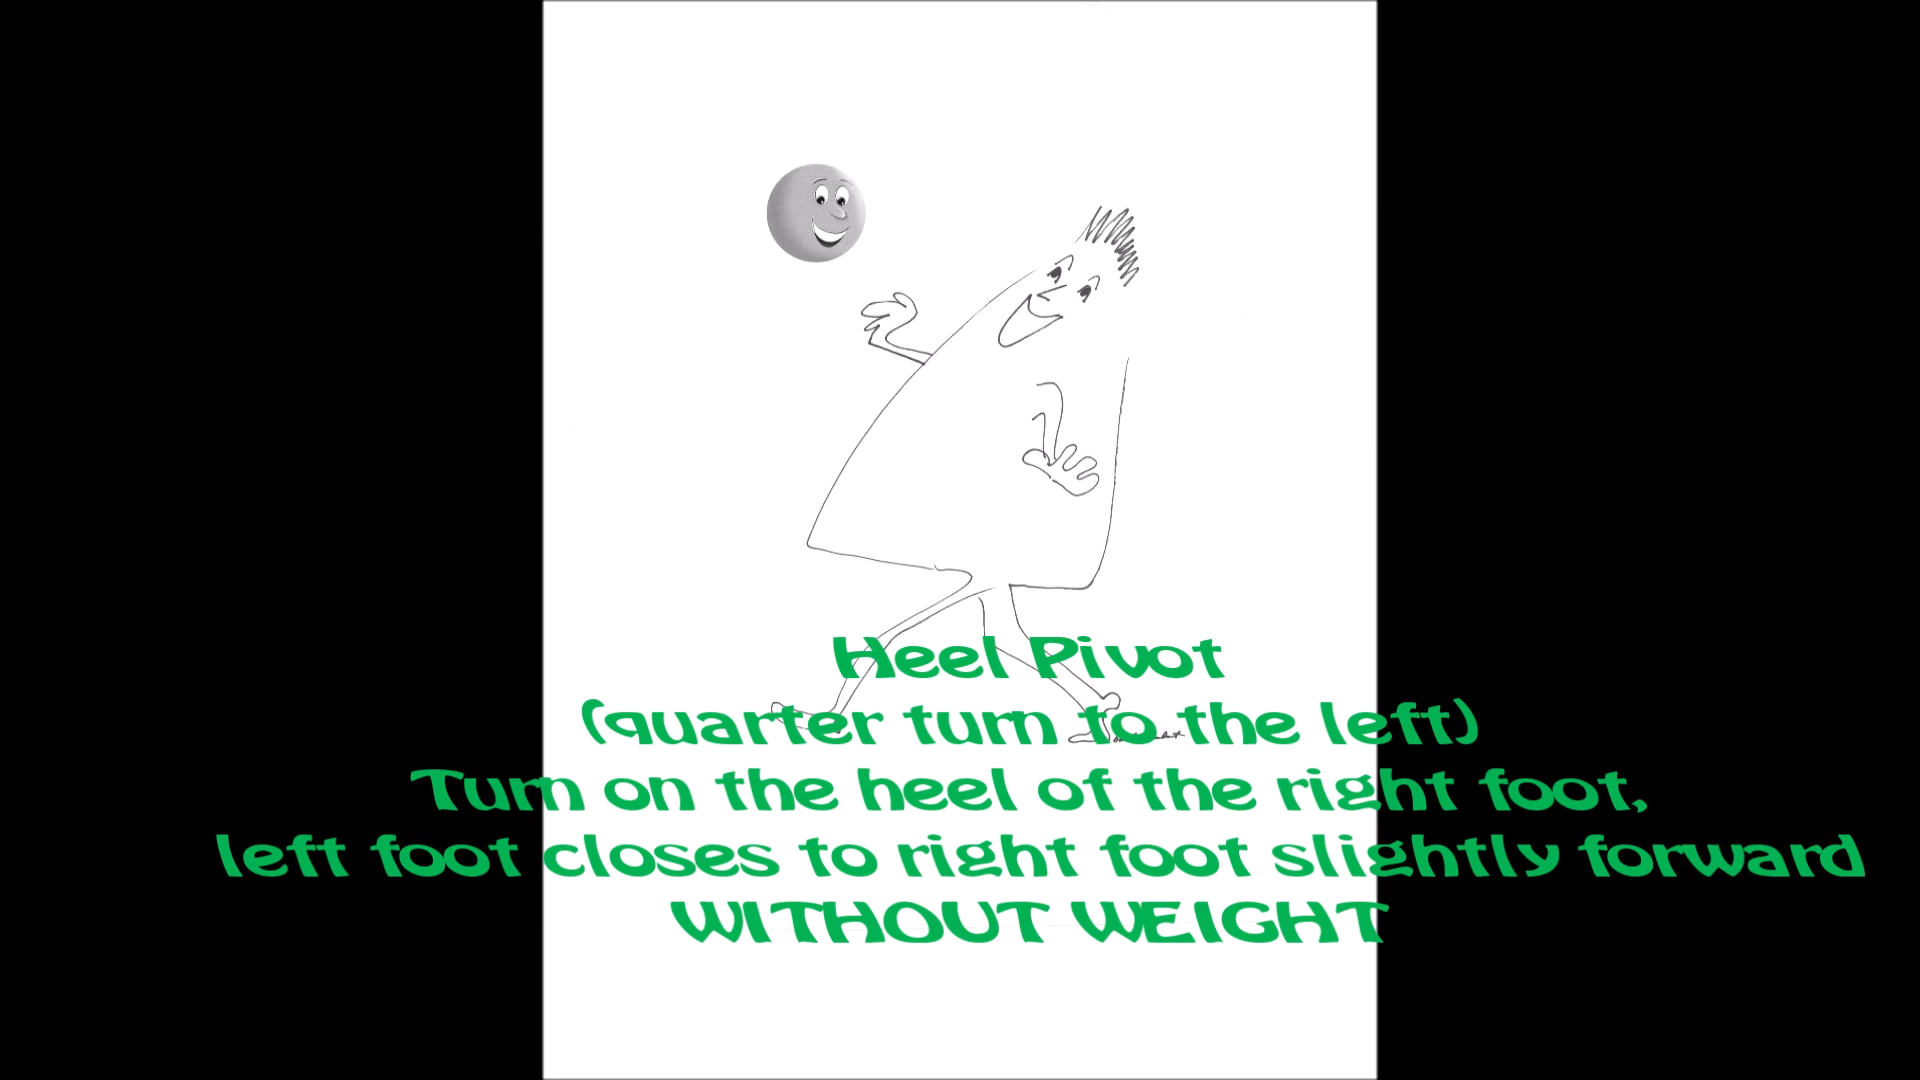 Heel Pivot
(quarter turn to the left)
Turn on the heel of the right foot,
left foot closes to right foot slightly forward
WITHOUT WEIGHT